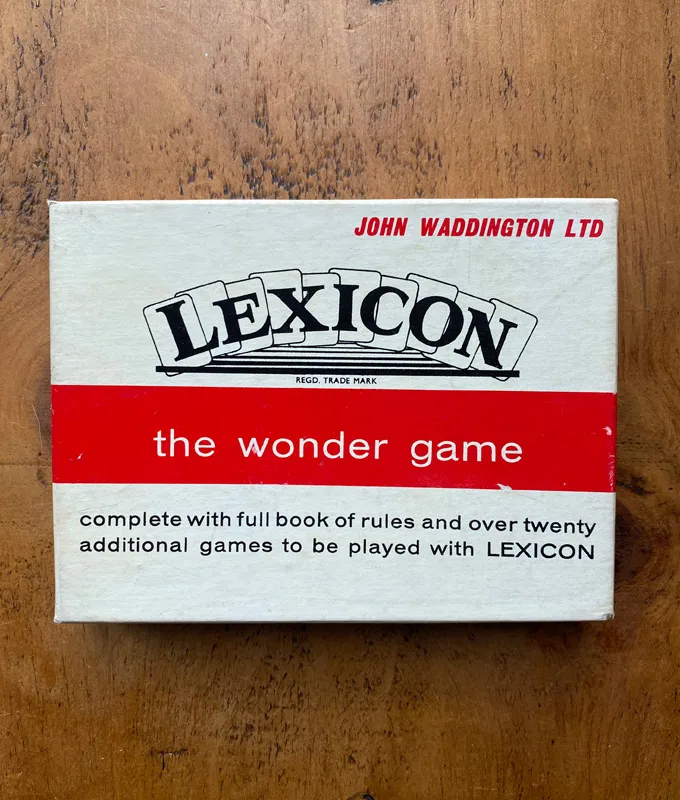 JOHN WADDINGTON LTD
LEXICON
REGD. TRADE MARK
the wonder game
complete with full book of rules and over twenty
additional games to be played with LEXICON